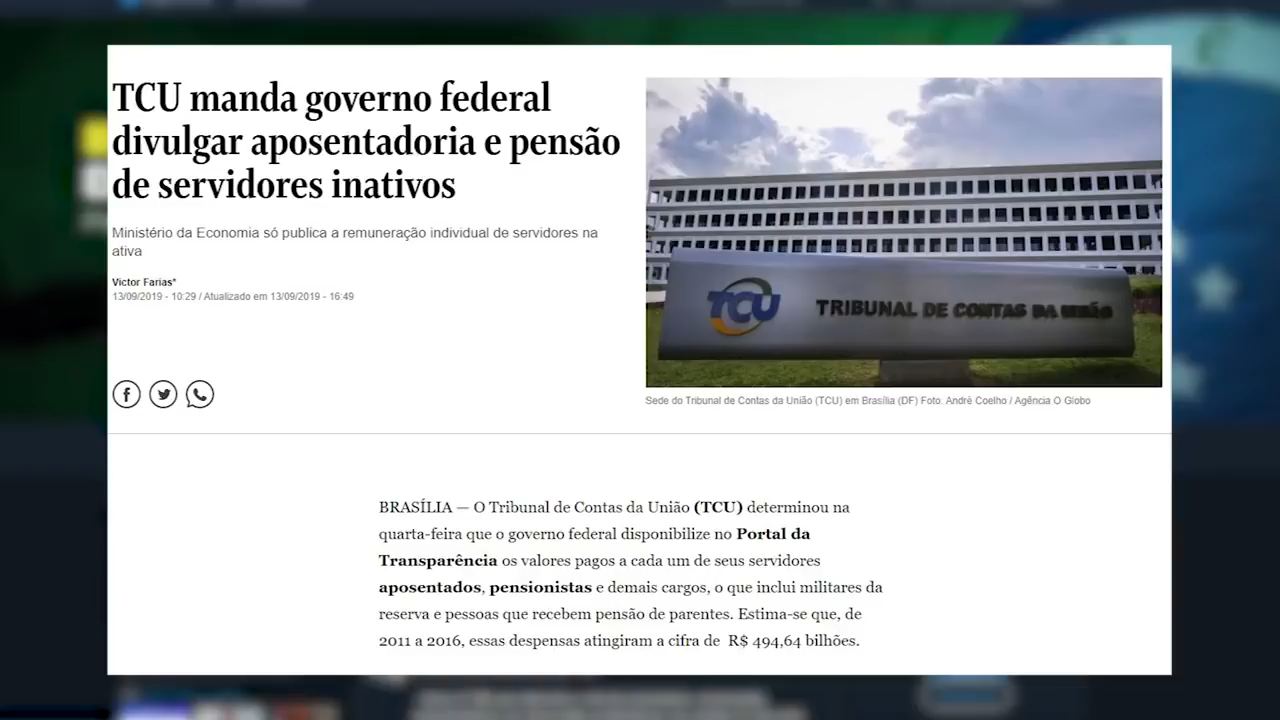 TCU manda governo federal
divulgar aposentadoria e pensão
de servidores inativos
Ministério da Economia só publica a remuneração individual de servidores na
ativa
Victor Farias*
13/09/2019 - 10:29 / Atualizado em 13/09/2019 - 16:49
TCU TRIBUNAL DE CONTAS DA UNIÃO
Sede do Tribunal de Contas da União (TCU) em Brasília (DF) Foto: André Coelho / Agência O Globo
BRASÍLIA — O Tribunal de Contas da União (TCU) determinou na
quarta-feira que o governo federal disponibilize no Portal da
Transparência os valores pagos a cada um de seus servidores
aposentados, pensionistas e demais cargos, o que inclui militares da
reserva e pessoas que recebem pensão de parentes. Estima-se que, de
2011 a 2016, essas despensas atingiram a cifra de R$ 494,64 bilhões.